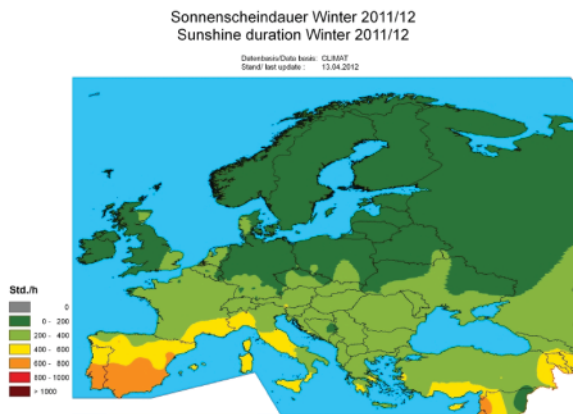 Sonnenscheindauer Winter 2011/12
Sunshine duration Winter 2011/12
Datenbasis/Data basis: CLIMAT
Stand/ last update : 13.04.2012
Std./h
0
0 - 200
200 - 400
400 - 600
600 - 800
800 - 1000
> 1000